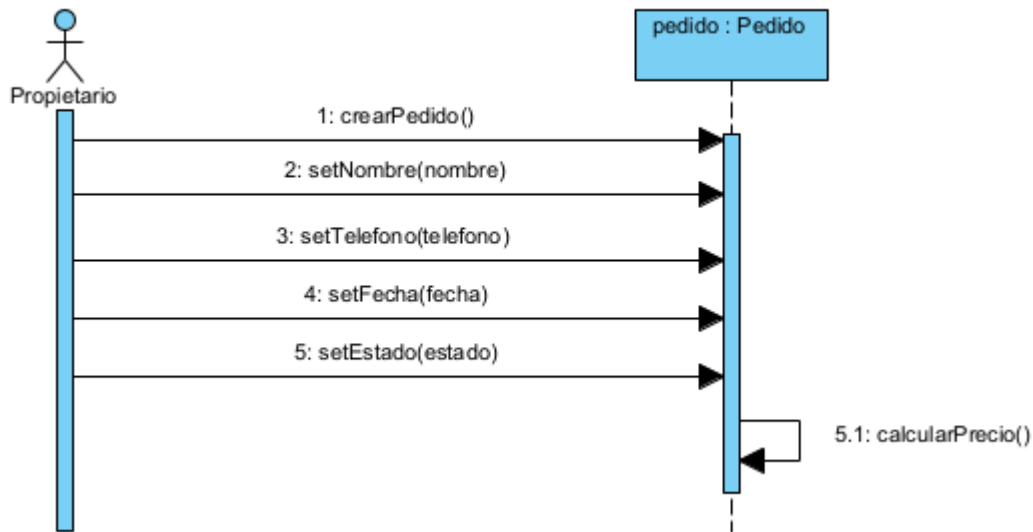 pedido : Pedido
Propietario
1: crearPedido()
2: setNombre(nombre)
3: setTelefono(telefono)
4: setFecha(fecha)
5: setEstado(estado)
5.1: calcularPrecio()